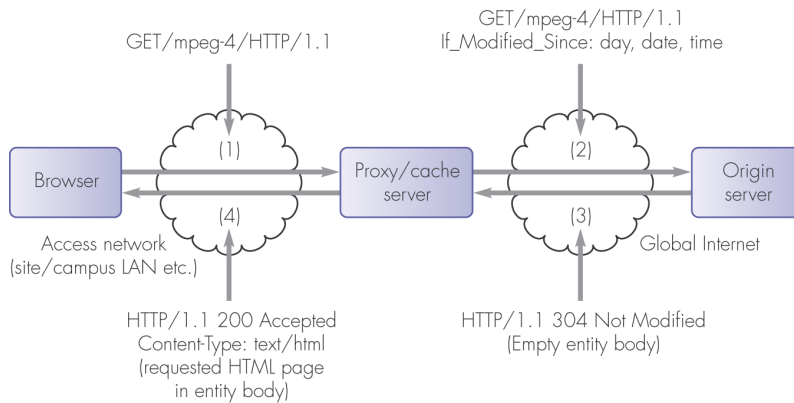 GET/mpeg-4/HTTP/1.1
GET/mpeg-4/HTTP/1.1
If_Modified_Since: day, date, time
(1)
(2)
Browser
Proxy/cache
server
Origin
server
(4)
(3)
Access network
(site/campus LAN etc.)
Global Internet
HTTP/1.1 200 Accepted
Content-Type: text/html
(requested HTML page
in entity body)
HTTP/1.1 304 Not Modified
(Empty entity body)